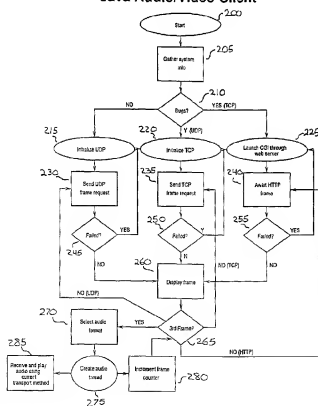 Java Audio/Video Client
200
Start
205
Gather system info
210
Bugs?
NO
Y (UDP)
YES (TCP)
215
220
225
Initialize UDP
Initialize TCP
Launch CGI through web server
230
235
240
Send UDP frame request
Send TCP frame request
Await HTTP frame
245
250
255
Failed?
YES
Failed?
Y
Failed?
YES
NO
N
NO
260
Display frame
NO (UDP)
NO (TCP)
270
Select audio format
YES
3rd Frame?
265
NO (HTTP)
285
Receive and play audio using current transport method
Create audio thread
275
Increment frame counter
280